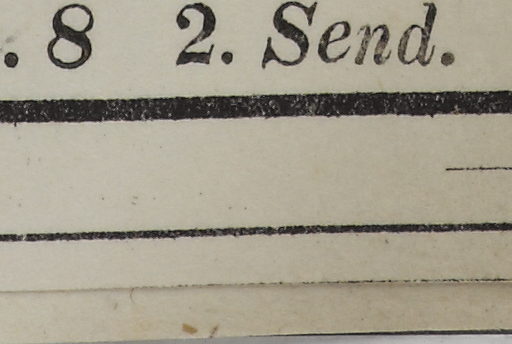 . 8 2. Send.